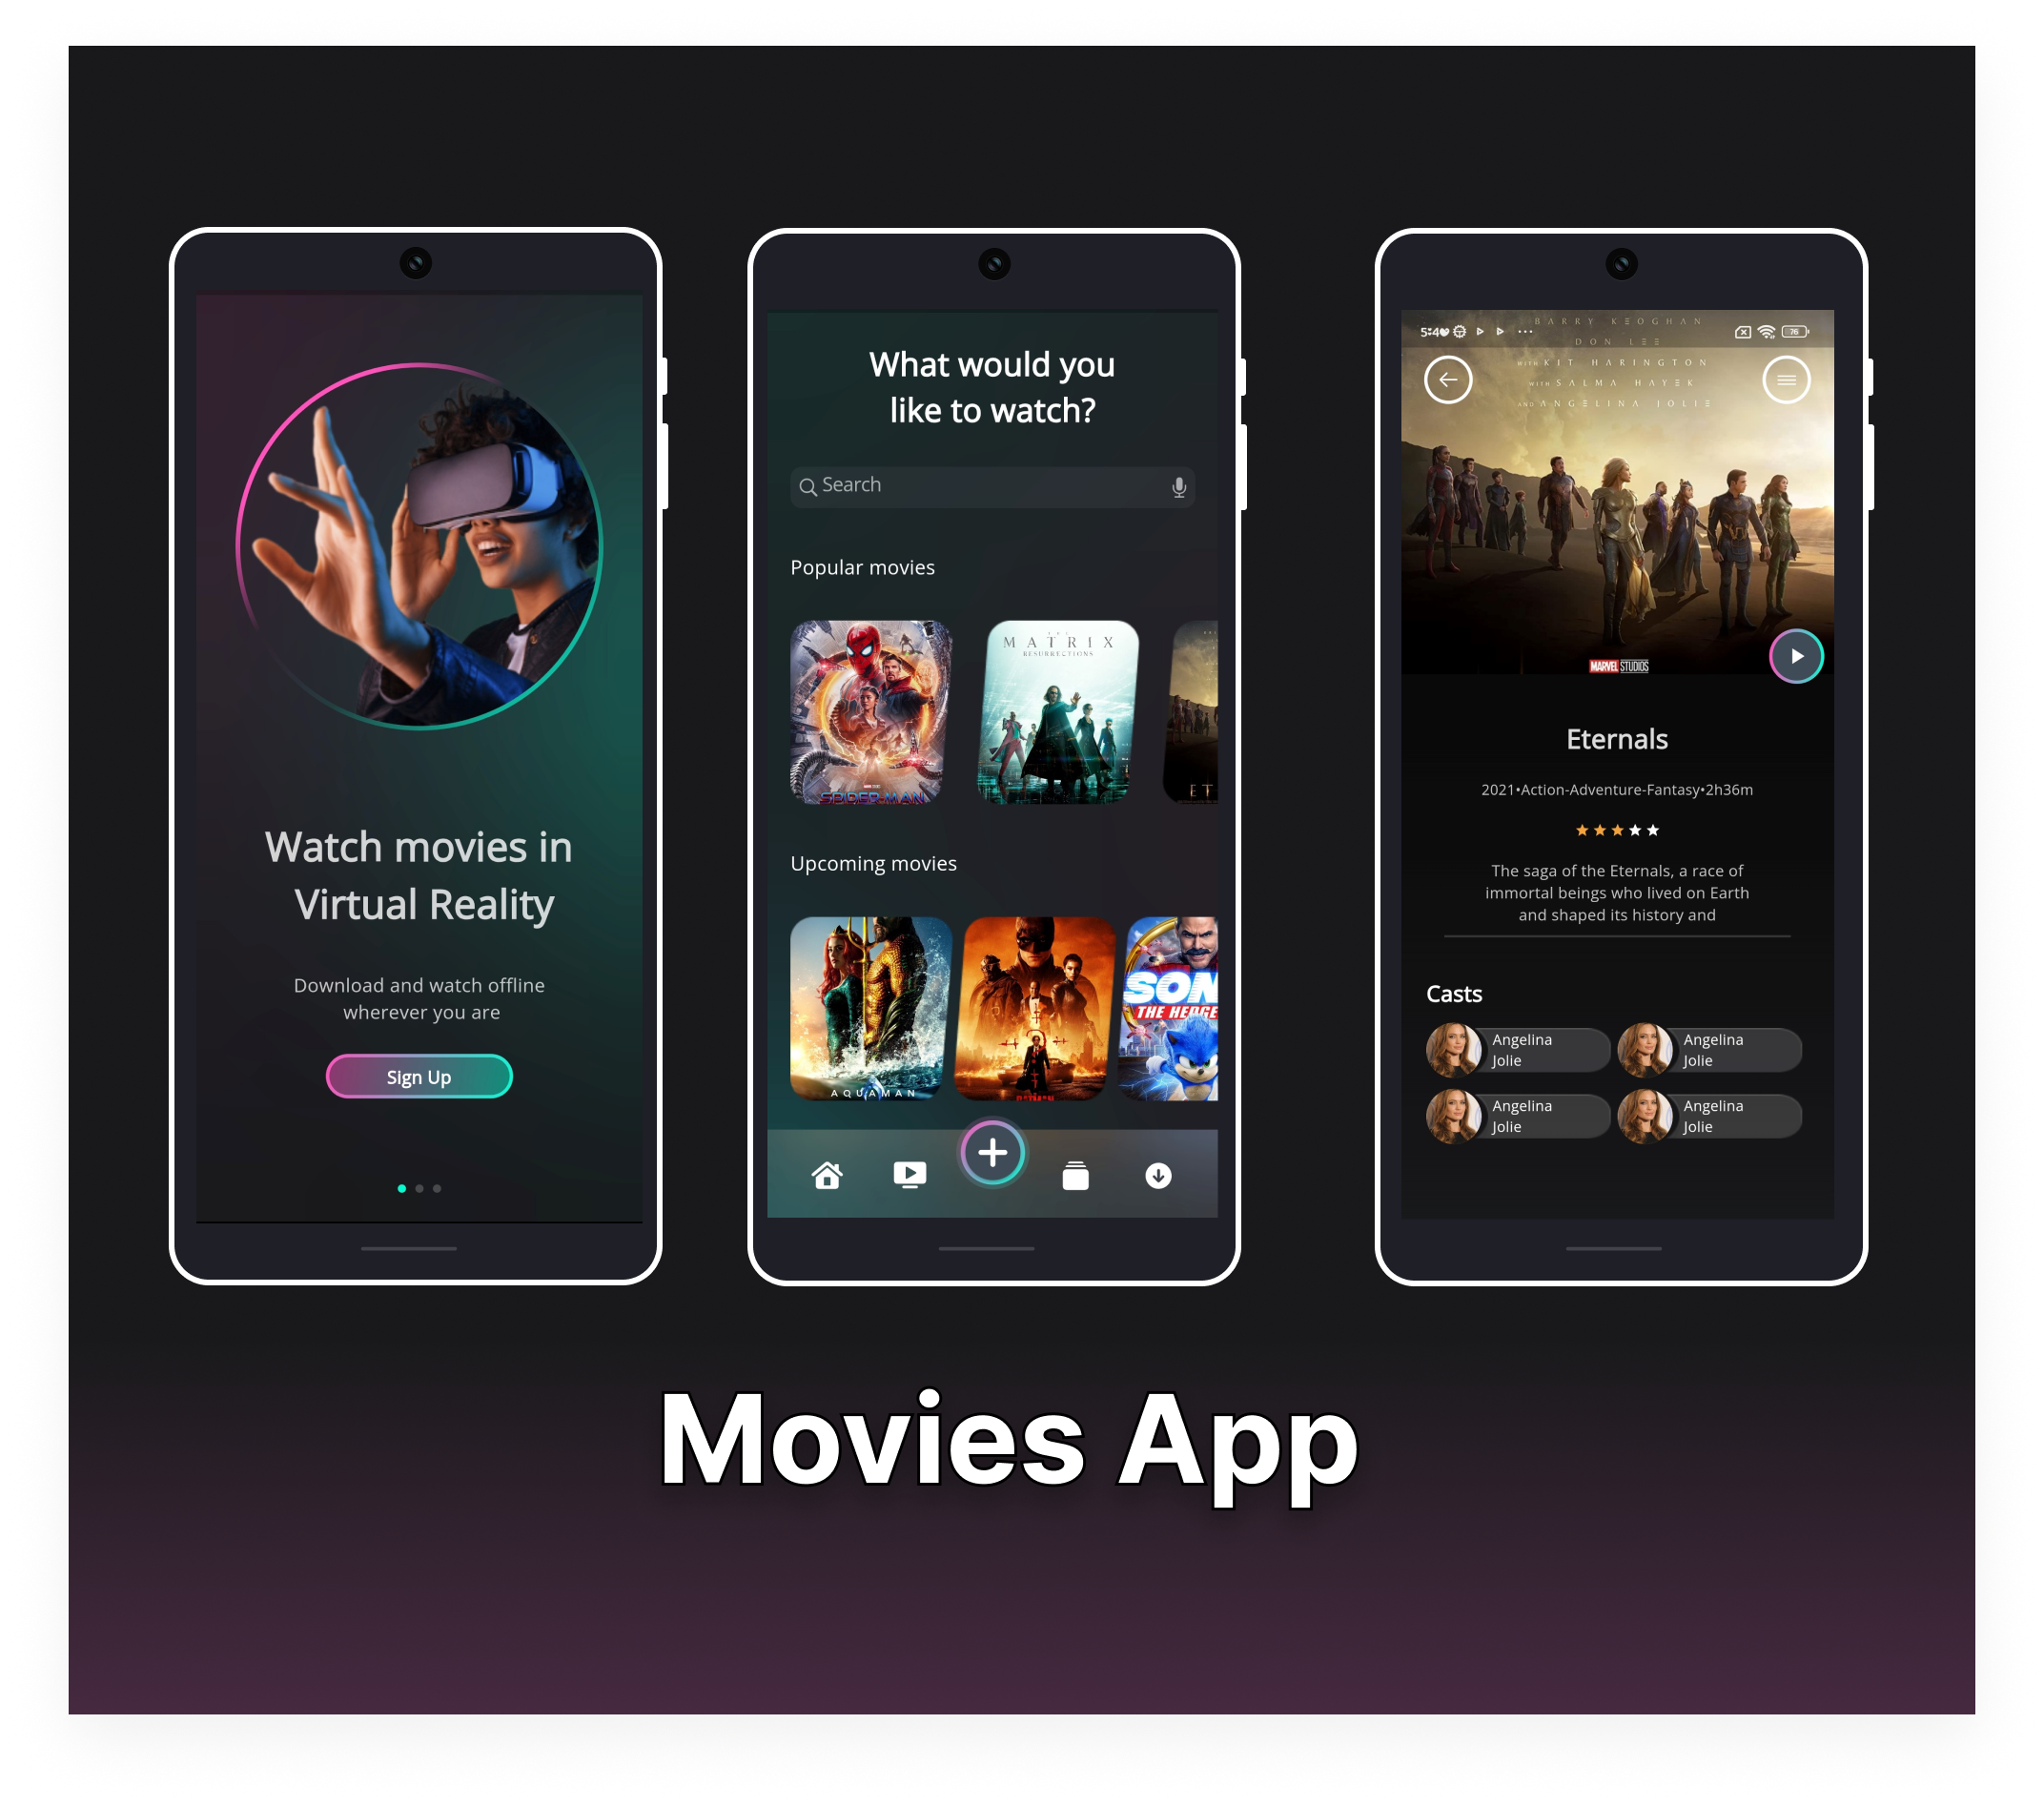 Watch movies in
Virtual Reality
Download and watch offline
wherever you are
Sign Up
What would you
like to watch?
Search
Popular movies
MATRIX
RESURRECTIONS
SPIDER-MAN
ET
Upcoming movies
AQUAMAN
BATMAN
SON
THE HEDGE
BARRY KEOGHAN
DON LEE
WITH KIT HARINGTON
WITH SALMA HAYEK
AND ANGELINA JOLIE
76
MARVEL STUDIOS
Eternals
2021•Action-Adventure-Fantasy•2h36m
The saga of the Eternals, a race of
immortal beings who lived on Earth
and shaped its history and
Casts
Angelina
Jolie
Angelina
Jolie
Angelina
Jolie
Angelina
Jolie
Movies App